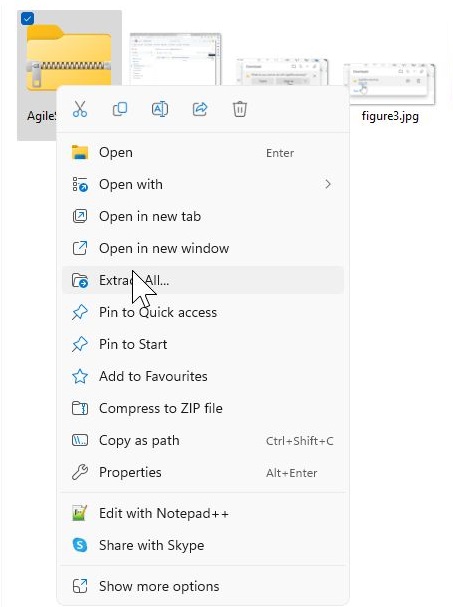 figure3.jpg
Open Enter
Open with
Open in new tab
Open in new window
Extract All...
Pin to Quick access
Pin to Start
Add to Favourites
Compress to ZIP file
Copy as path Ctrl+Shift+C
Properties Alt+Enter
Edit with Notepad++
Share with Skype
Show more options